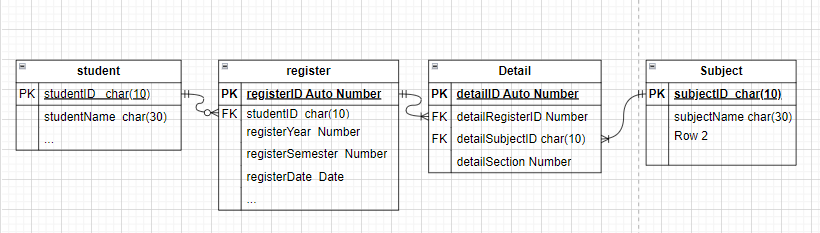 student
PK studentID char(10)
studentName char(30)
...
register
PK registerID Auto Number
FK studentID char(10)
registerYear Number
registerSemester Number
registerDate Date
...
Detail
PK detailID Auto Number
FK detailRegisterID Number
FK detailSubjectID char(10)
detailSection Number
Subject
PK subjectID char(10)
subjectName char(30)
Row 2